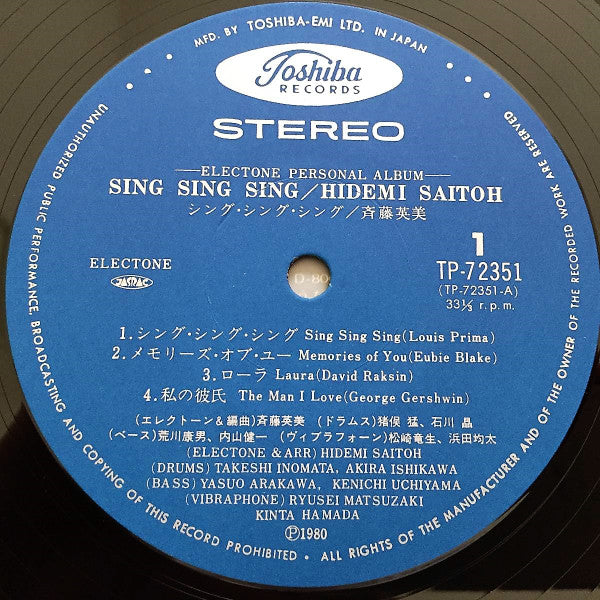 MFD. BY TOSHIBA-EMI LTD. IN JAPAN
Toshiba
RECORDS
STEREO
ELECTONE PERSONAL ALBUM
SING SING SING/HIDEMI SAITOH
シング・シング・シング/斉藤英美
ELECTONE
JASRAC
1
TP-72351
(TP-72351-A)
33⅓ r.p.m.
D-80
1.シング・シング・シング Sing Sing Sing(Louis Prima)
2.メモリーズ・オブ・ユー Memories of You(Eubie Blake)
3.ローラ Laura(David Raksin)
4.私の彼氏 The Man I Love(George Gershwin)
(エレクトーン&編曲)斉藤英美 (ドラムス)猪俣 猛、石川 晶
(ベース)荒川康男、内山健一 (ヴィブラフォーン)松崎竜生、浜田均太
(ELECTONE & ARR) HIDEMI SAITOH
(DRUMS) TAKESHI INOMATA, AKIRA ISHIKAWA
(BASS) YASUO ARAKAWA, KENICHI UCHIYAMA
(VIBRAPHONE) RYUSEI MATSUZAKI
KINTA HAMADA
Ⓟ1980
UNAUTHORIZED PUBLIC PERFORMANCE, BROADCASTING AND COPYING OF THIS RECORD PROHIBITED • ALL RIGHTS OF THE MANUFACTURER AND OF THE OWNER OF THE RECORDED WORK ARE RESERVED